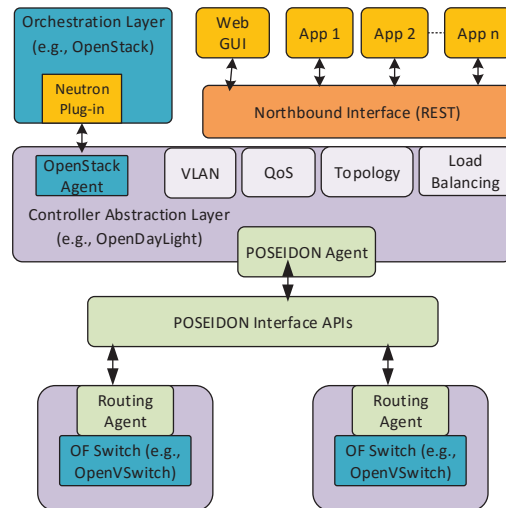 Orchestration Layer
(e.g., OpenStack)
Neutron
Plug-in
Web
GUI
App 1
App 2
App n
Northbound Interface (REST)
OpenStack
Agent
VLAN
QoS
Topology
Load
Balancing
Controller Abstraction Layer
(e.g., OpenDayLight)
POSEIDON Agent
POSEIDON Interface APIs
Routing
Agent
OF Switch (e.g.,
OpenVSwitch)
Routing
Agent
OF Switch (e.g.,
OpenVSwitch)